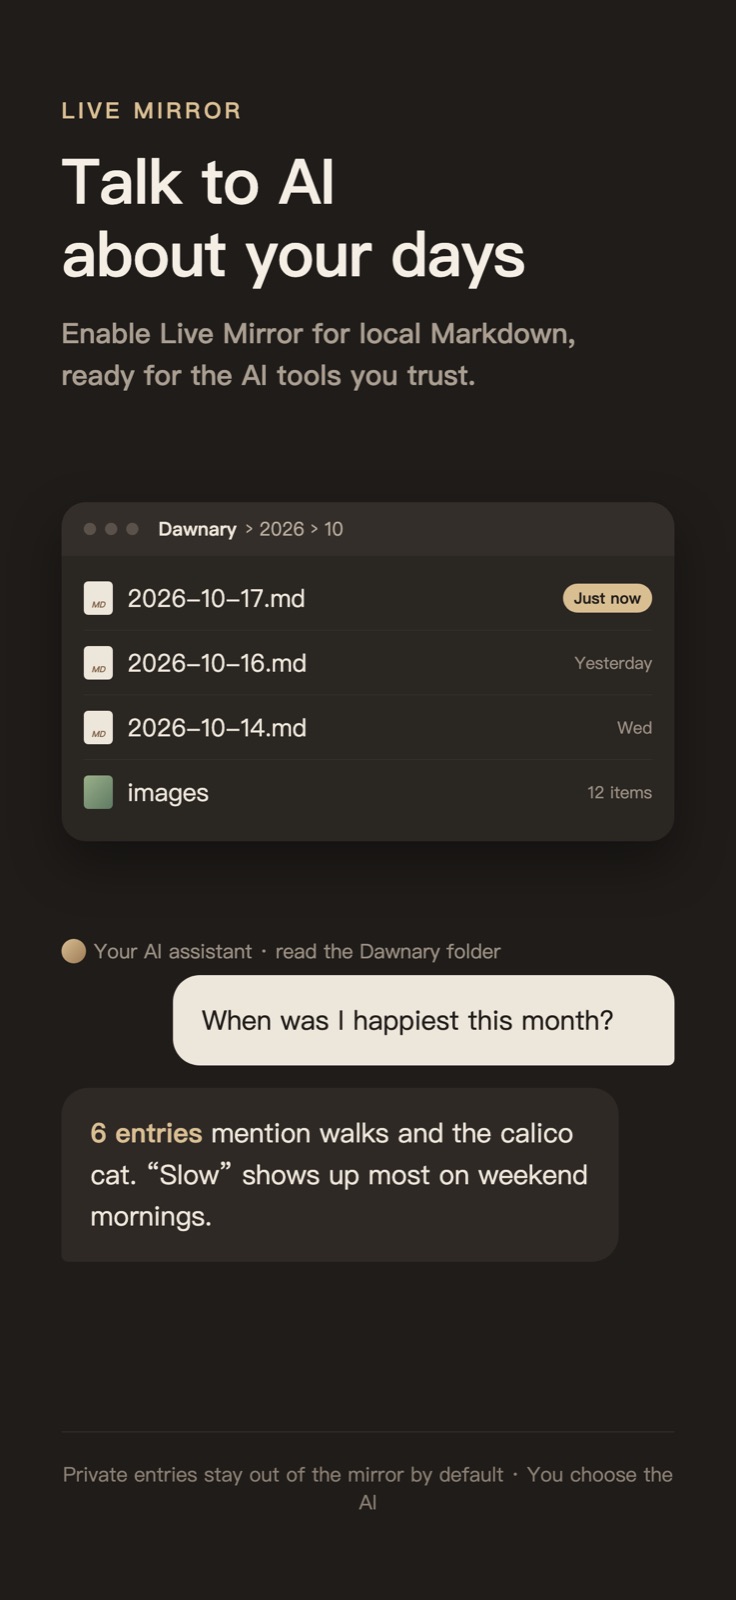 LIVE MIRROR
Talk to AI
about your days
Enable Live Mirror for local Markdown,
ready for the AI tools you trust.
Dawnary › 2026 › 10
MD 2026–10–17.md Just now
MD 2026–10–16.md Yesterday
MD 2026–10–14.md Wed
images 12 items
Your AI assistant · read the Dawnary folder
When was I happiest this month?
6 entries mention walks and the calico
cat. “Slow” shows up most on weekend
mornings.
Private entries stay out of the mirror by default · You choose the
AI